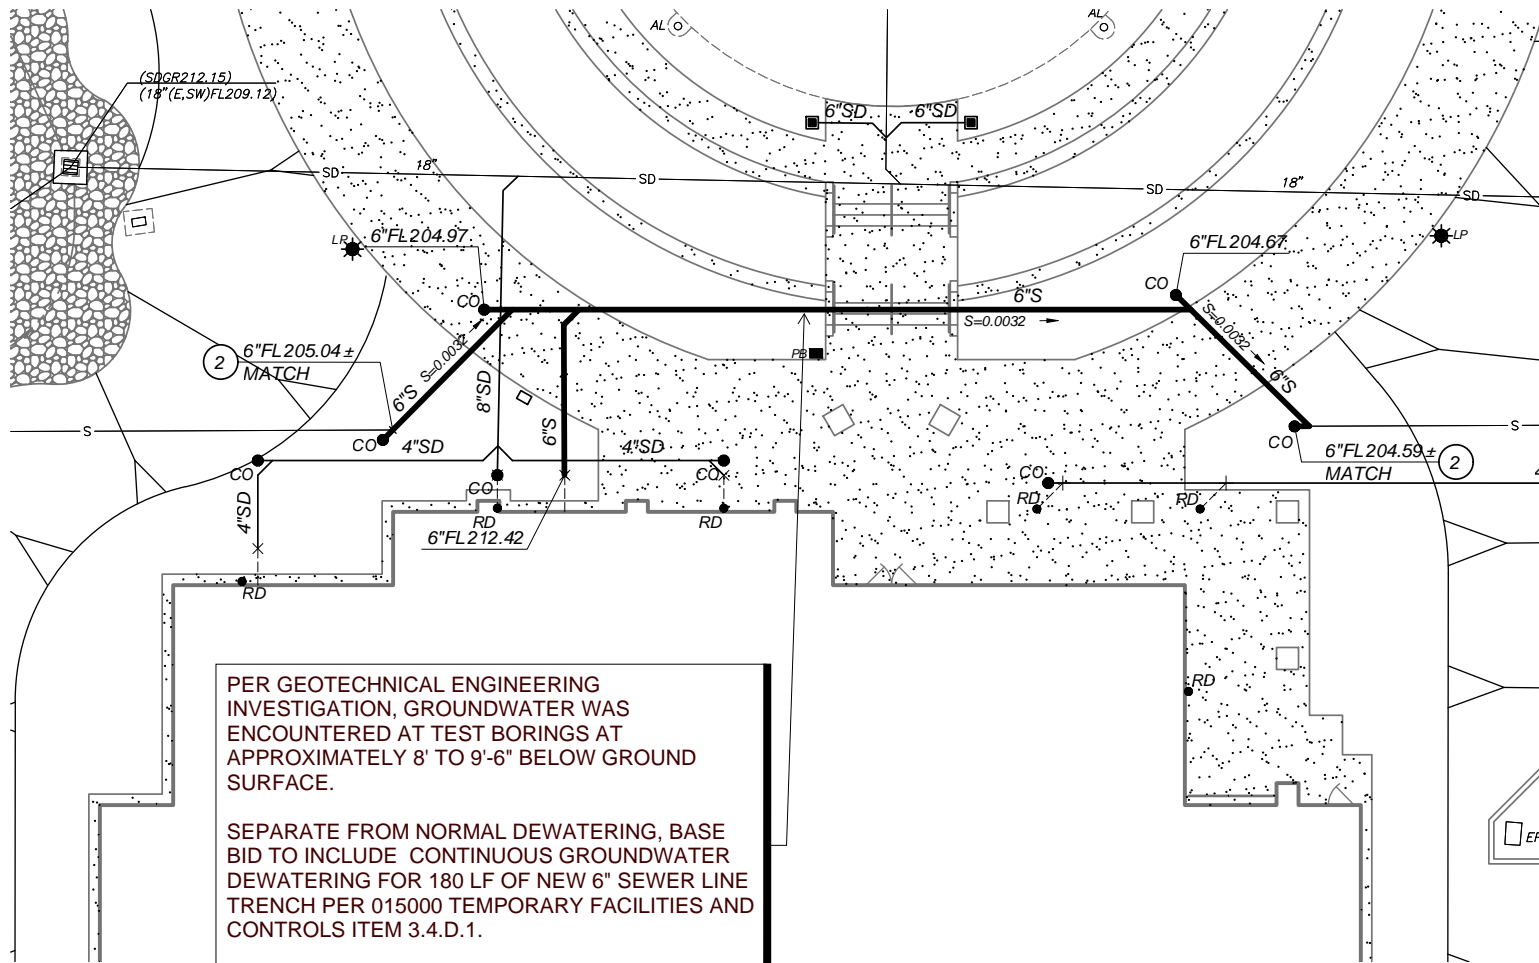 AL
AL
(SDGR212.15)
(18"(E,SW)FL209.12)
6"SD
6"SD
18"
SD
SD
SD
18"
SD
LP
6"FL204.97
6"FL204.67
LP
CO
CO
6"S
S=0.0032
S=0.0032
S=0.0032
PB
2
6"FL205.04±
MATCH
6"S
8"SD
6"S
6"S
S
S
CO
4"SD
4"SD
CO
6"FL204.59±
MATCH
2
CO
CO
CO
CO
4
4"SD
RD
RD
RD
RD
6"FL212.42
RD
RD
PER GEOTECHNICAL ENGINEERING
INVESTIGATION, GROUNDWATER WAS
ENCOUNTERED AT TEST BORINGS AT
APPROXIMATELY 8' TO 9'-6" BELOW GROUND
SURFACE.
SEPARATE FROM NORMAL DEWATERING, BASE
BID TO INCLUDE CONTINUOUS GROUNDWATER
DEWATERING FOR 180 LF OF NEW 6" SEWER LINE
TRENCH PER 015000 TEMPORARY FACILITIES AND
CONTROLS ITEM 3.4.D.1.